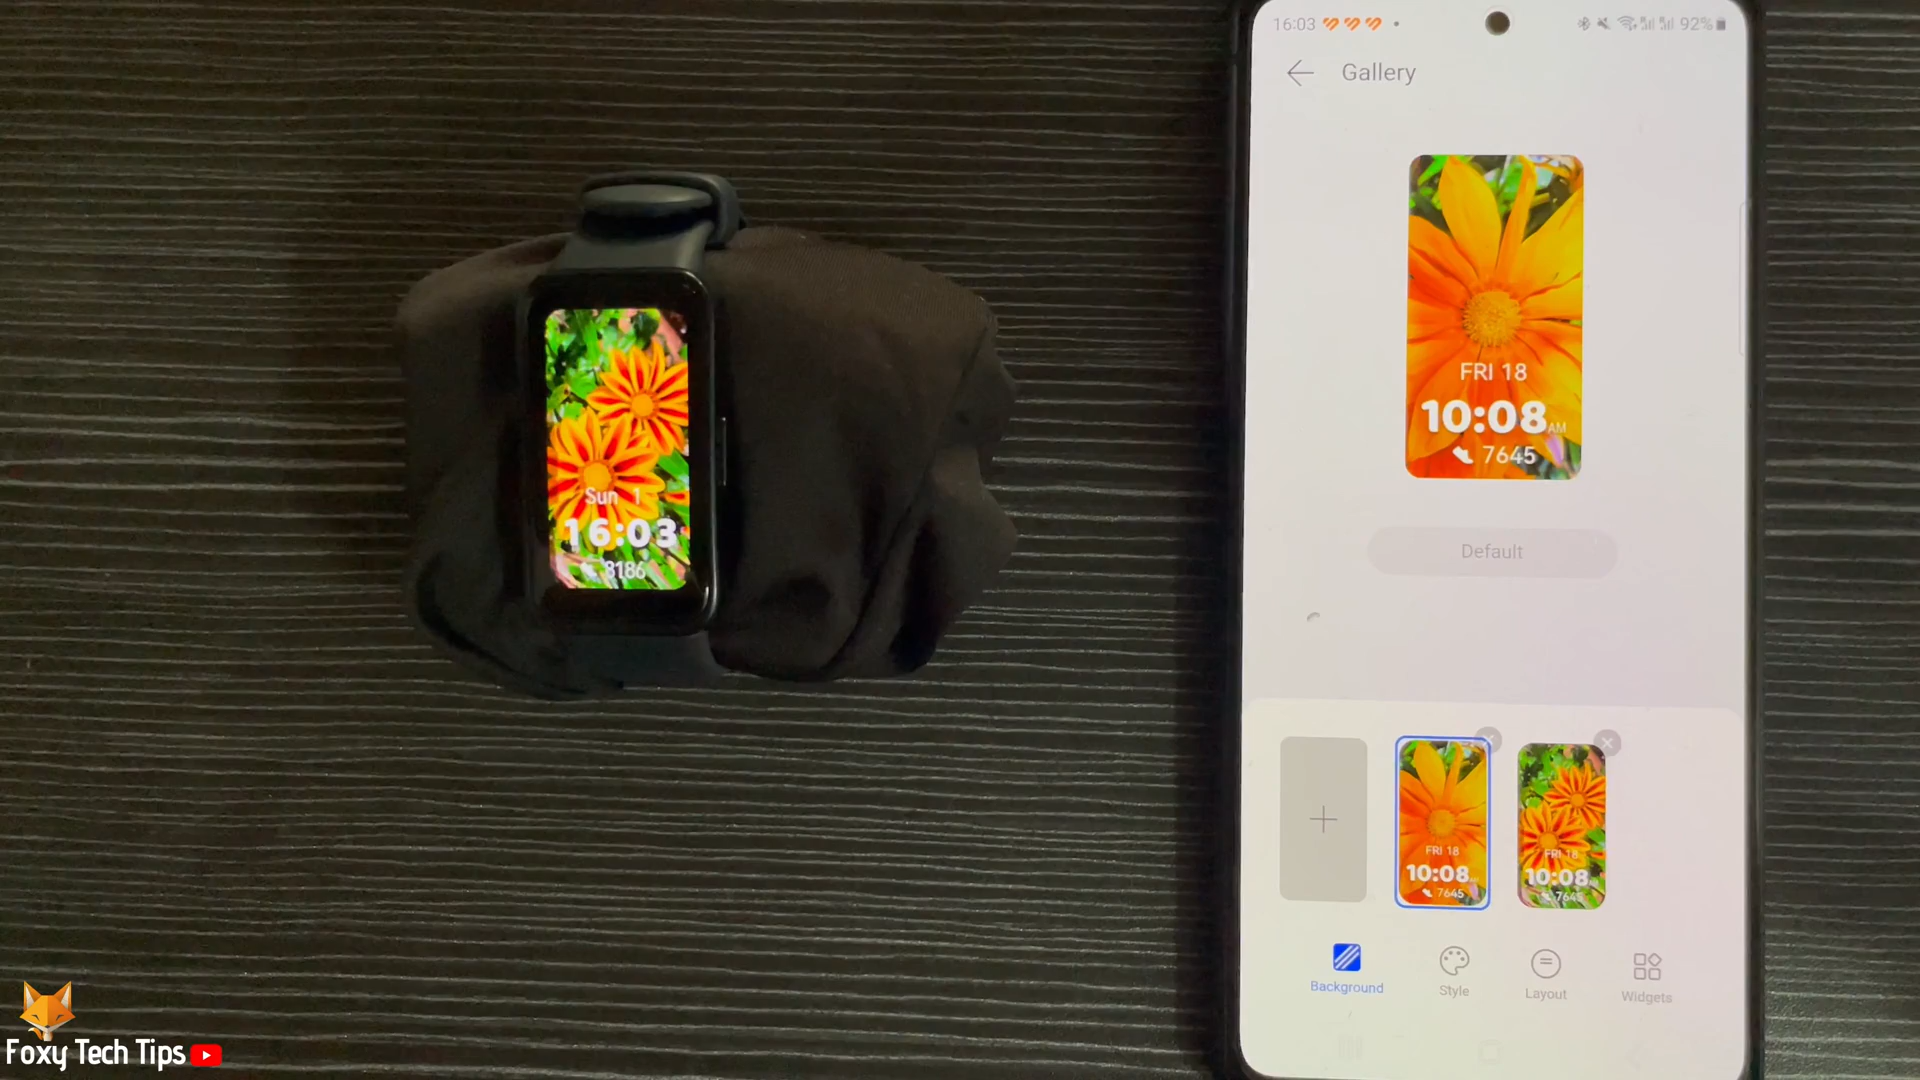 16:03
92%
Gallery
FRI 18
10:08 AM
7645
Default
Sun 1
16:03
8186
FRI 18
10:08
7645
FRI 18
10:08
7645
Background
Style
Layout
Widgets
Foxy Tech Tips